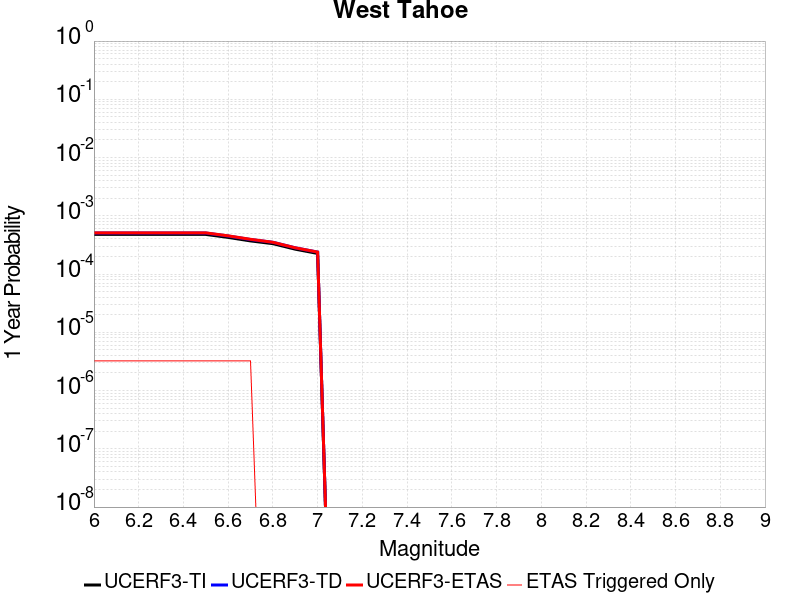 West Tahoe
10^0
10^-1
10^-2
10^-3
10^-4
10^-5
10^-6
10^-7
10^-8
1 Year Probability
6 6.2 6.4 6.6 6.8 7 7.2 7.4 7.6 7.8 8 8.2 8.4 8.6 8.8 9
Magnitude
UCERF3-TI UCERF3-TD UCERF3-ETAS ETAS Triggered Only